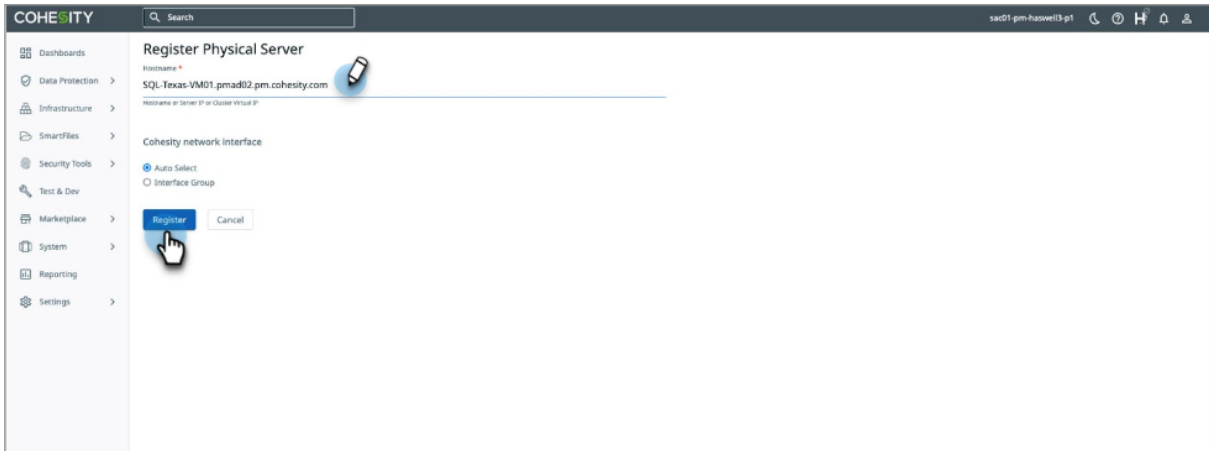 COHESITY
Search
sac01-pm-haswell3-p1
Dashboards
Data Protection
Infrastructure
SmartFiles
Security Tools
Test & Dev
Marketplace
System
Reporting
Settings
Register Physical Server
Hostname *
SQL-Texas-VM01.pmad02.pm.cohesity.com
Hostname or Server IP or Cluster Virtual IP
Cohesity network interface
Auto Select
Interface Group
Register Cancel